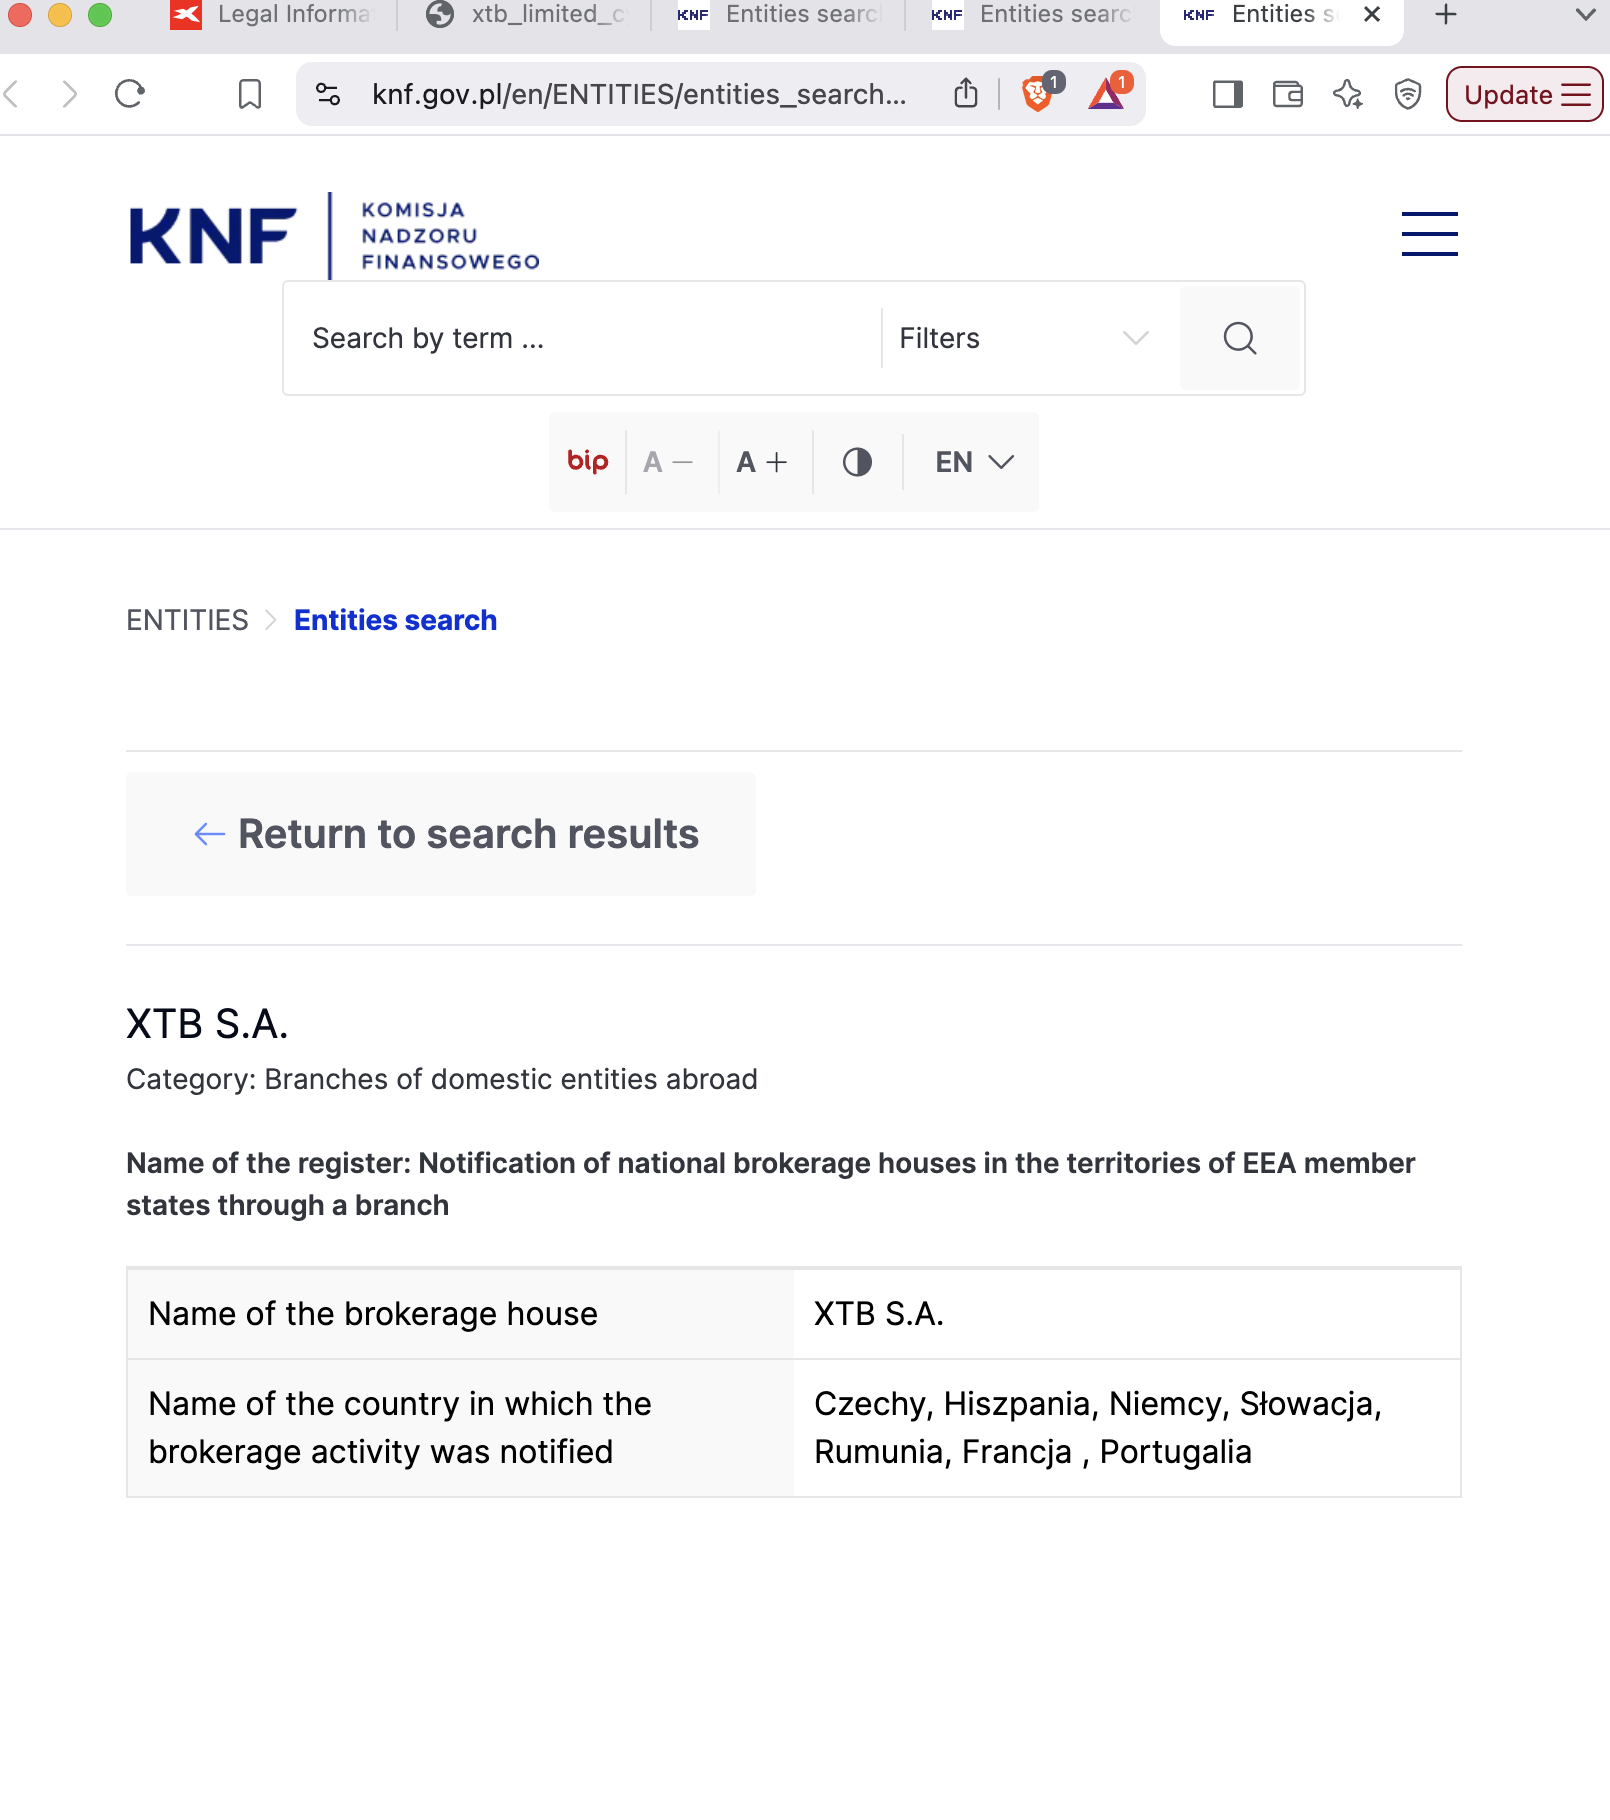 Legal Informa
xtb_limited_c
KNF Entities searc
KNF Entities searc
KNF Entities s
knf.gov.pl/en/ENTITIES/entities_search...
1
1
Update
KNF
KOMISJA
NADZORU
FINANSOWEGO
Search by term ...
Filters
bip
A −
A +
EN
ENTITIES
Entities search
Return to search results
XTB S.A.
Category: Branches of domestic entities abroad
Name of the register: Notification of national brokerage houses in the territories of EEA member
states through a branch
Name of the brokerage house
XTB S.A.
Name of the country in which the
brokerage activity was notified
Czechy, Hiszpania, Niemcy, Słowacja,
Rumunia, Francja , Portugalia